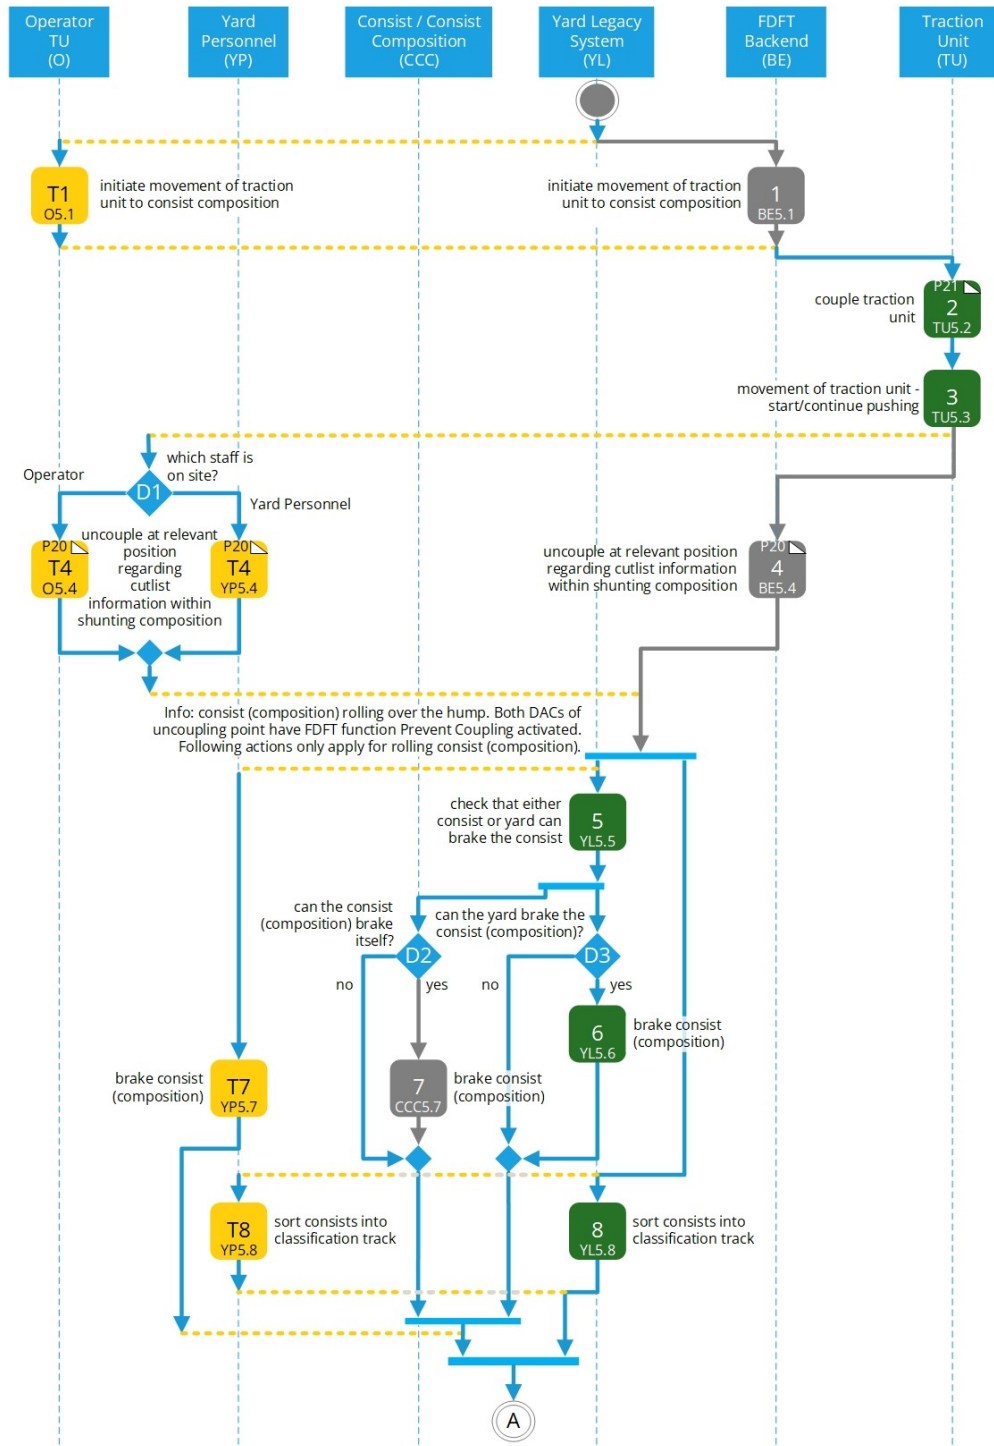 Operator
TU
(O)
Yard
Personnel
(YP)
Consist / Consist
Composition
(CCC)
Yard Legacy
System
(YL)
FDFT
Backend
(BE)
Traction
Unit
(TU)
T1
O5.1
initiate movement of traction
unit to consist composition
initiate movement of traction
unit to consist composition
1
BE5.1
couple traction
unit
P21
2
TU5.2
movement of traction unit -
start/continue pushing
3
TU5.3
which staff is
on site?
Operator
D1
Yard Personnel
P20
T4
O5.4
uncouple at relevant
position
regarding
cutlist
information within
shunting composition
P20
T4
YP5.4
uncouple at relevant position
regarding cutlist information
within shunting composition
P20
4
BE5.4
Info: consist (composition) rolling over the hump. Both DACs of
uncoupling point have FDFT function Prevent Coupling activated.
Following actions only apply for rolling consist (composition).
check that either
consist or yard can
brake the consist
5
YL5.5
can the consist
(composition) brake
itself?
can the yard brake the
consist (composition)?
D2
D3
no
yes
no
yes
6
YL5.6
brake consist
(composition)
brake consist
(composition)
T7
YP5.7
7
CCC5.7
brake consist
(composition)
T8
YP5.8
sort consists into
classification track
8
YL5.8
sort consists into
classification track
A